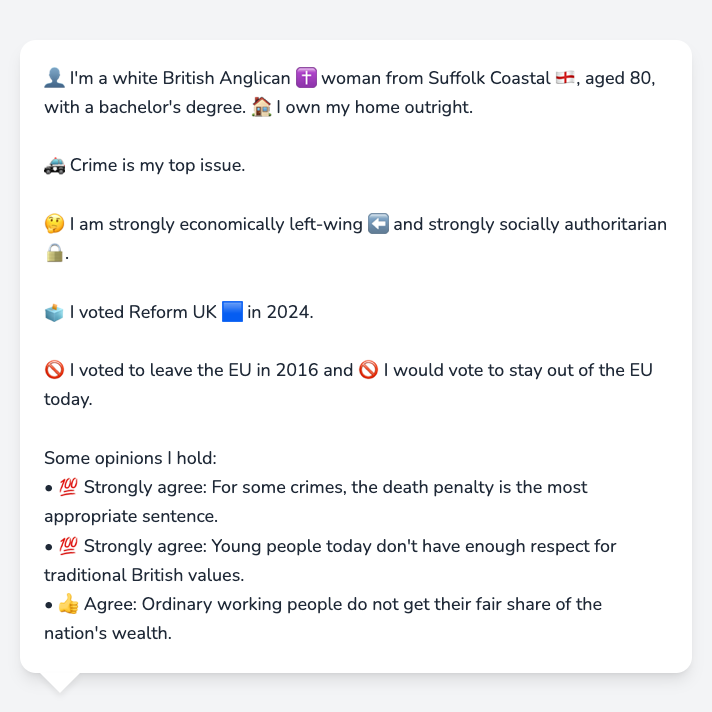 👤 I'm a white British Anglican ✝️ woman from Suffolk Coastal 🏴󠁧󠁢󠁥󠁮󠁧󠁿, aged 80,
with a bachelor's degree. 🏠 I own my home outright.
🚓 Crime is my top issue.
🤔 I am strongly economically left-wing ⬅️ and strongly socially authoritarian
🔒.
🗳️ I voted Reform UK 🟦 in 2024.
🚫 I voted to leave the EU in 2016 and 🚫 I would vote to stay out of the EU
today.
Some opinions I hold:
• 💯 Strongly agree: For some crimes, the death penalty is the most
appropriate sentence.
• 💯 Strongly agree: Young people today don't have enough respect for
traditional British values.
• 👍 Agree: Ordinary working people do not get their fair share of the
nation's wealth.